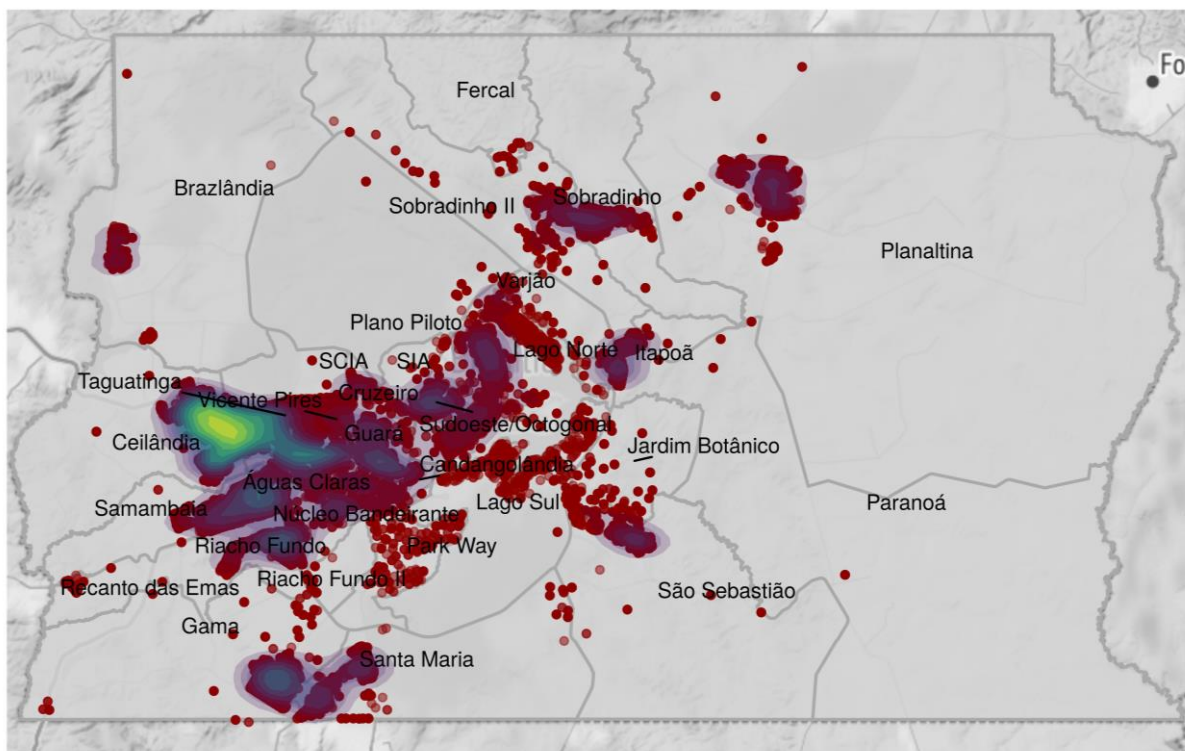 Fo
Fercal
Brazlândia
Sobradinho II
Sobradinho
Planaltina
Varjão
Plano Piloto
Lago Norte
Itapoã
SCIA
SIA
Taguatinga
Vicente Pires
Cruzeiro
Sudoeste/Octogonal
Guará
Ceilândia
Jardim Botânico
Candangolândia
Águas Claras
Lago Sul
Paranoá
Samambaia
Núcleo Bandeirante
Riacho Fundo
Park Way
Recanto das Emas
Riacho Fundo II
São Sebastião
Gama
Santa Maria